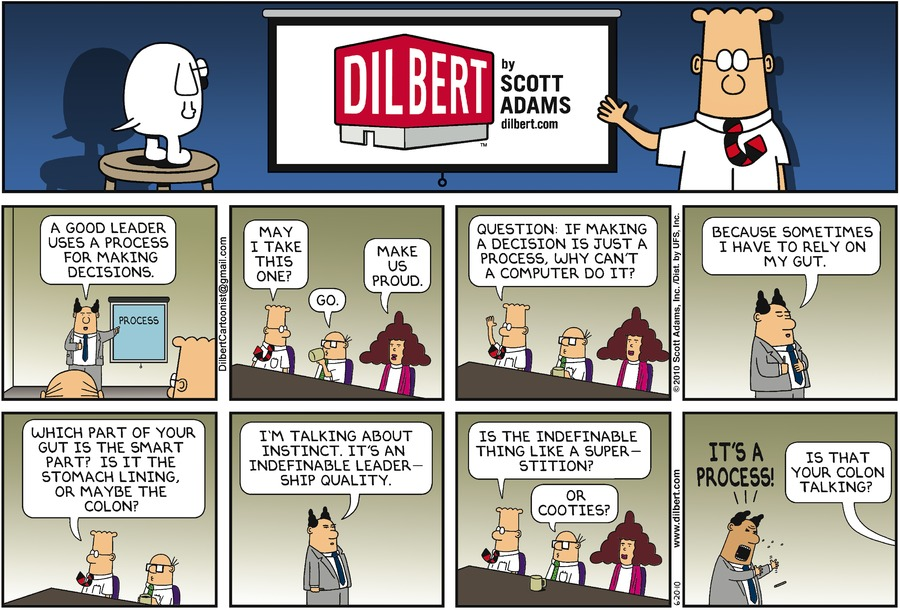 DILBERT
by
SCOTT
ADAMS
dilbert.com
TM
A GOOD LEADER
USES A PROCESS
FOR MAKING
DECISIONS.
PROCESS
DilbertCartoonist@gmail.com
MAY
I TAKE
THIS
ONE?
GO.
MAKE
US
PROUD.
QUESTION: IF MAKING
A DECISION IS JUST A
PROCESS, WHY CAN'T
A COMPUTER DO IT?
© 2010 Scott Adams, Inc./Dist. by UFS, Inc.
BECAUSE SOMETIMES
I HAVE TO RELY ON
MY GUT.
WHICH PART OF YOUR
GUT IS THE SMART
PART? IS IT THE
STOMACH LINING,
OR MAYBE THE
COLON?
I'M TALKING ABOUT
INSTINCT. IT'S AN
INDEFINABLE LEADER-
SHIP QUALITY.
IS THE INDEFINABLE
THING LIKE A SUPER-
STITION?
OR
COOTIES?
www.dilbert.com
6-20-10
IT'S A
PROCESS!
IS THAT
YOUR COLON
TALKING?